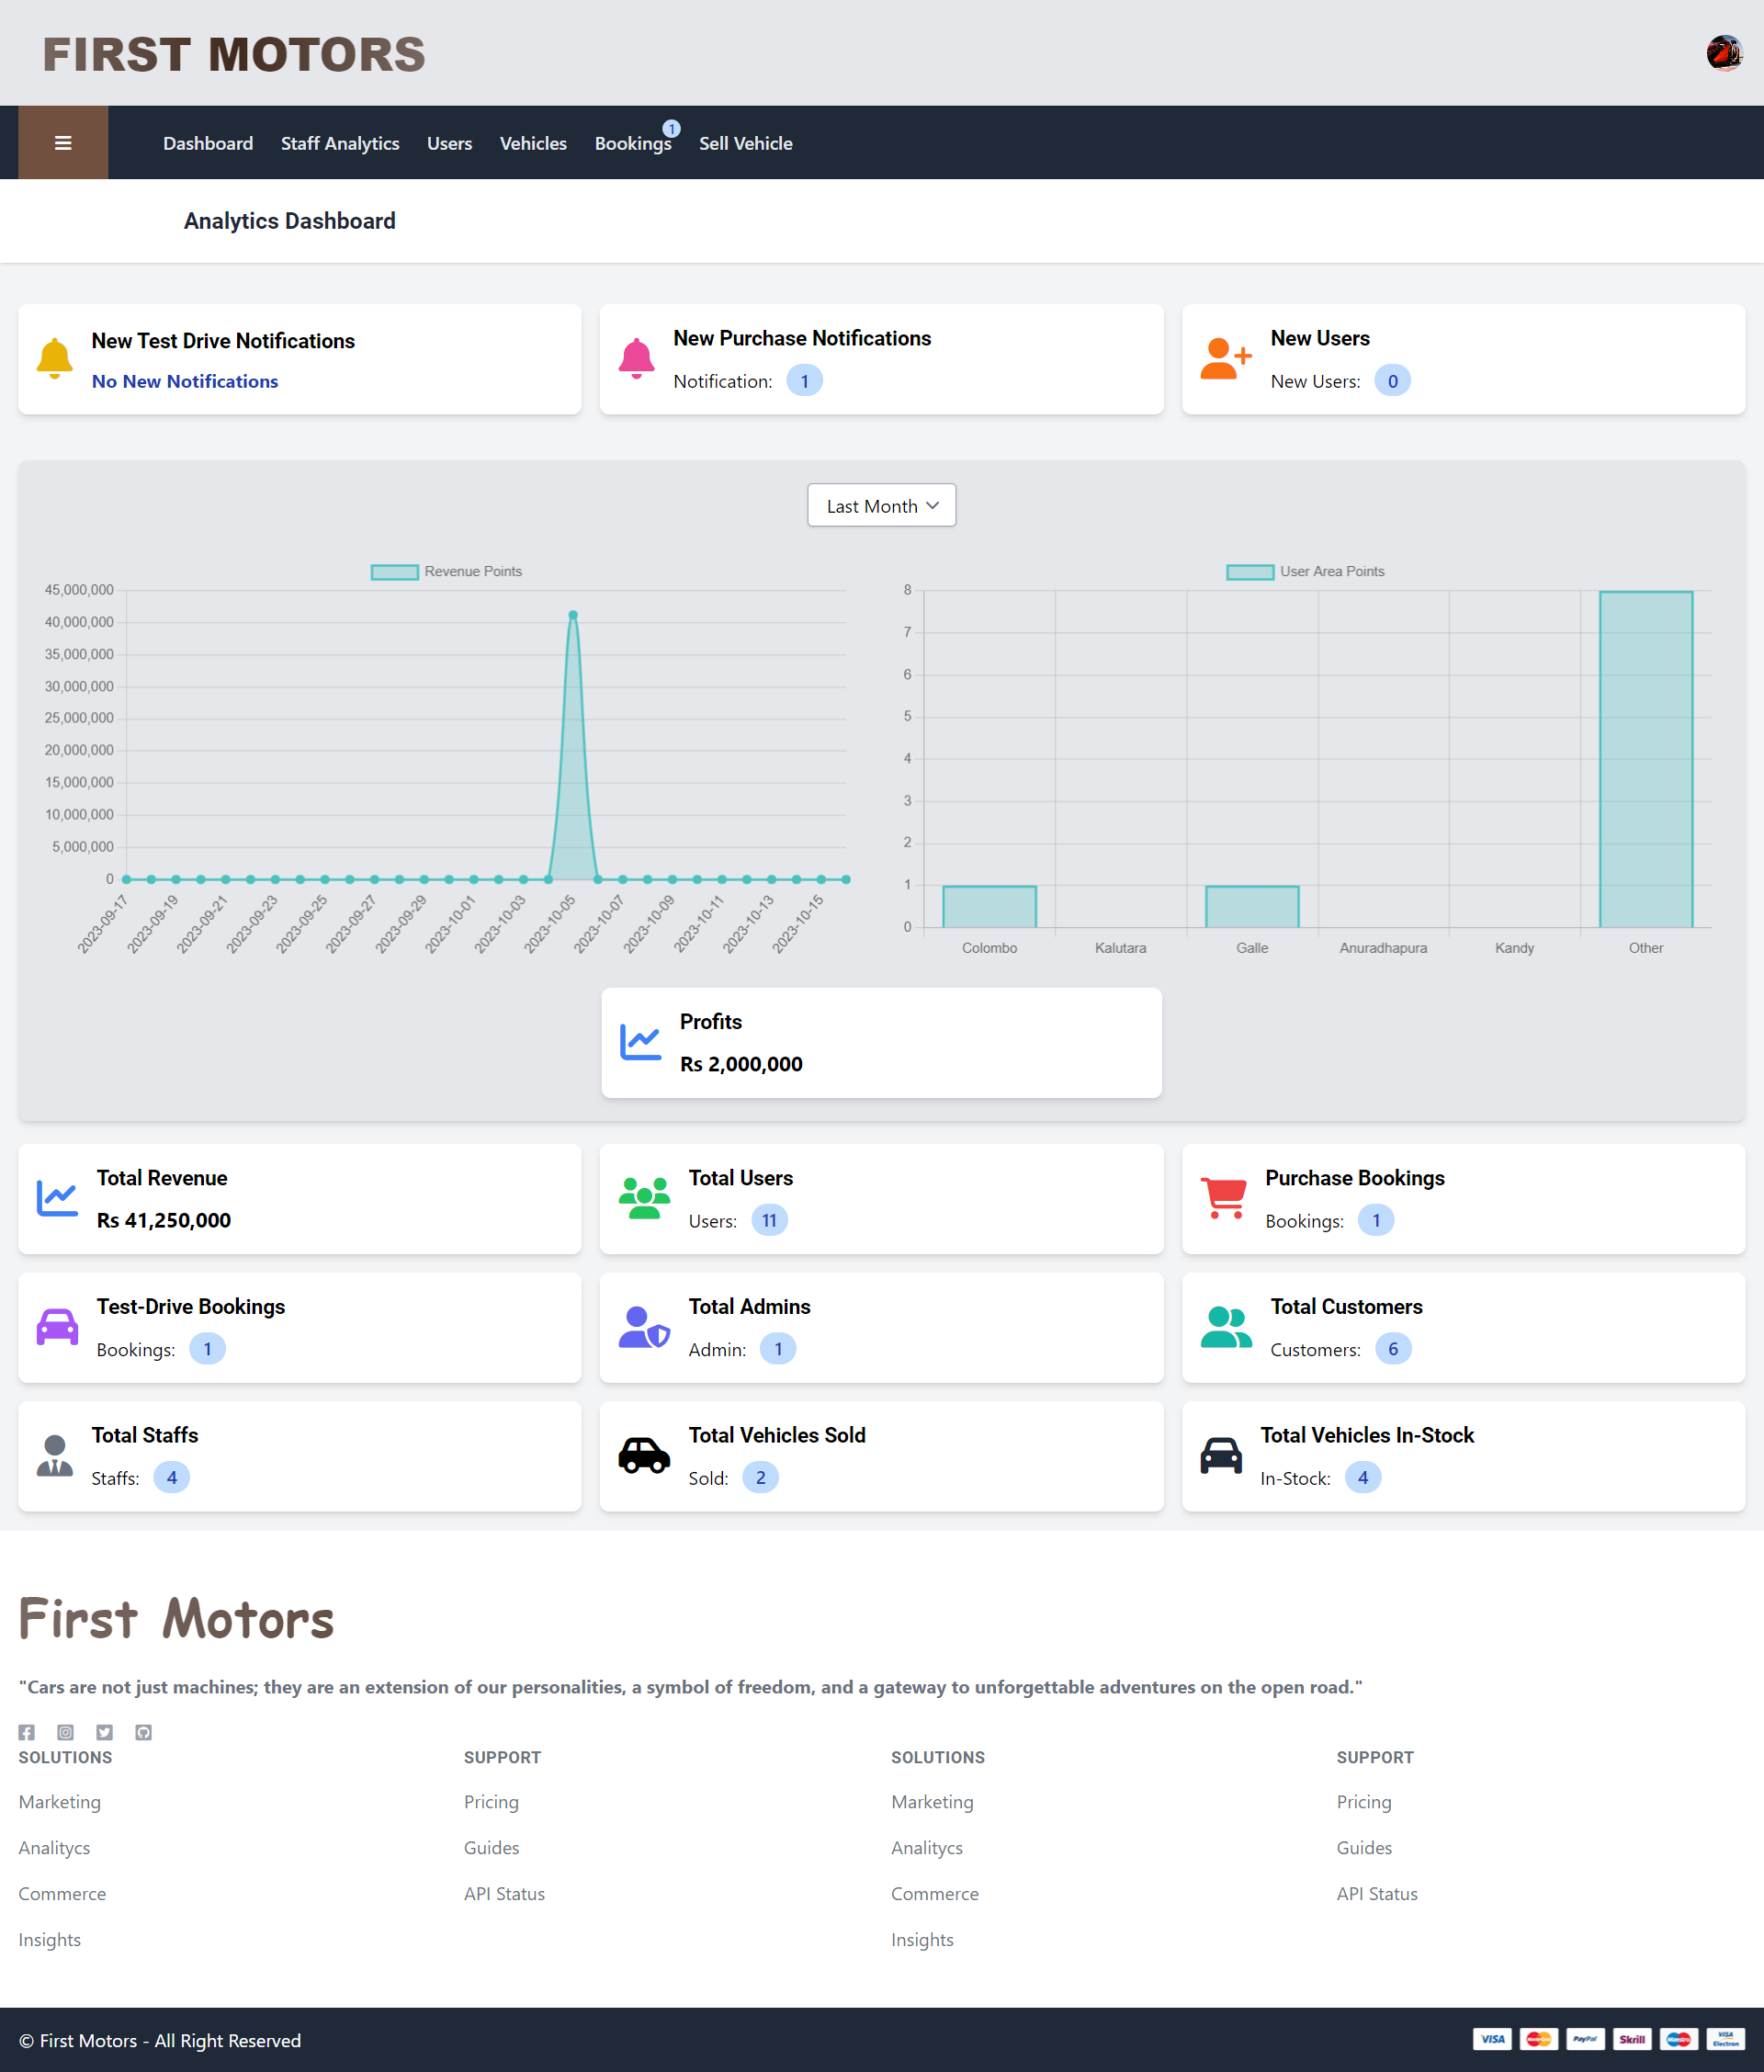 FIRST MOTORS
Dashboard Staff Analytics Users Vehicles Bookings 1 Sell Vehicle
Analytics Dashboard
New Test Drive Notifications
No New Notifications
New Purchase Notifications
Notification: 1
New Users
New Users: 0
Last Month
Revenue Points
45,000,000
40,000,000
35,000,000
30,000,000
25,000,000
20,000,000
15,000,000
10,000,000
5,000,000
0
2023-09-17
2023-09-19
2023-09-21
2023-09-23
2023-09-25
2023-09-27
2023-09-29
2023-10-01
2023-10-03
2023-10-05
2023-10-07
2023-10-09
2023-10-11
2023-10-13
2023-10-15
User Area Points
8
7
6
5
4
3
2
1
0
Colombo Kalutara Galle Anuradhapura Kandy Other
Profits
Rs 2,000,000
Total Revenue
Rs 41,250,000
Total Users
Users: 11
Purchase Bookings
Bookings: 1
Test-Drive Bookings
Bookings: 1
Total Admins
Admin: 1
Total Customers
Customers: 6
Total Staffs
Staffs: 4
Total Vehicles Sold
Sold: 2
Total Vehicles In-Stock
In-Stock: 4
First Motors
"Cars are not just machines; they are an extension of our personalities, a symbol of freedom, and a gateway to unforgettable adventures on the open road."
SOLUTIONS
Marketing
Analitycs
Commerce
Insights
SUPPORT
Pricing
Guides
API Status
SOLUTIONS
Marketing
Analitycs
Commerce
Insights
SUPPORT
Pricing
Guides
API Status
© First Motors - All Right Reserved
VISA MasterCard PayPal Skrill Maestro VISA Electron